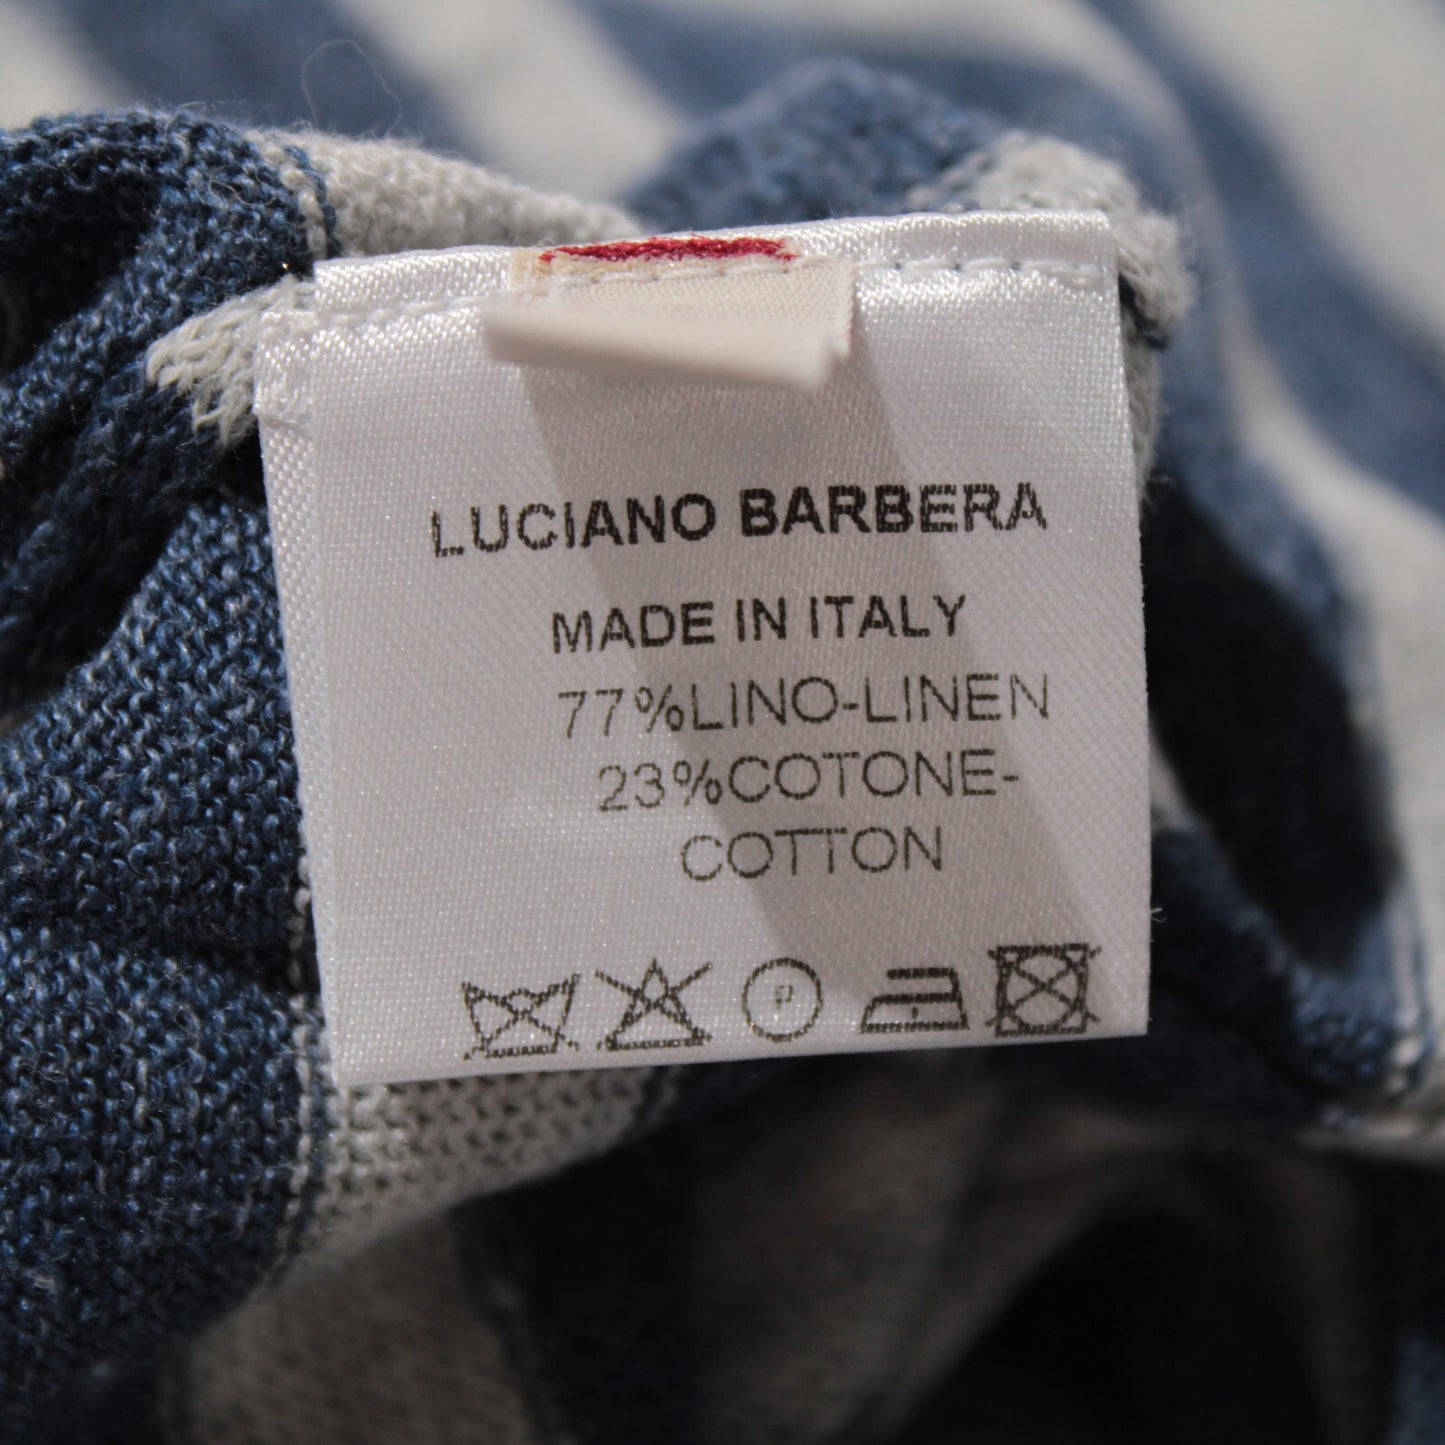 LUCIANO BARBERA
MADE IN ITALY
77%LINO-LINEN
23%COTONE-
COTTON
P